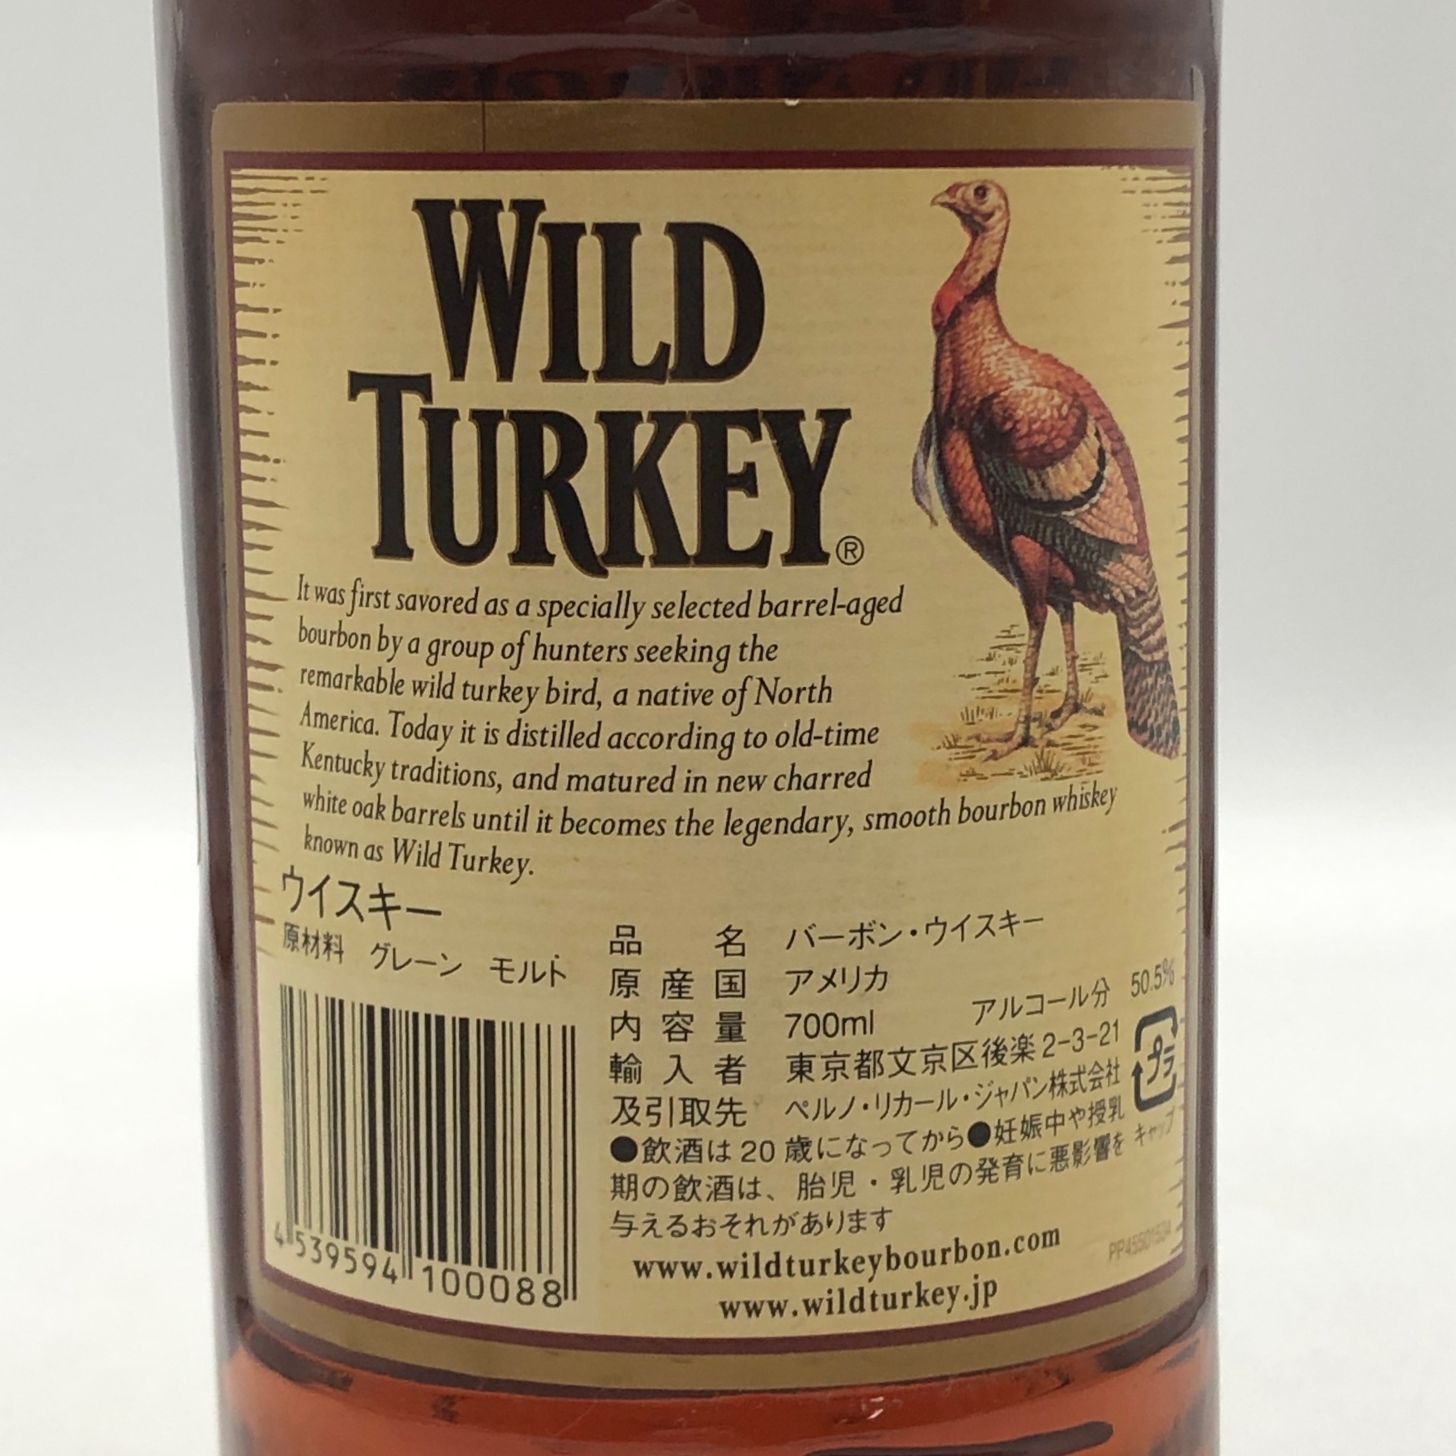 WILD
TURKEY®
It was first savored as a specially selected barrel-aged
bourbon by a group of hunters seeking the
remarkable wild turkey bird, a native of North
America. Today it is distilled according to old-time
Kentucky traditions, and matured in new charred
white oak barrels until it becomes the legendary, smooth bourbon whiskey
known as Wild Turkey.
ウイスキー
原材料 グレーン モルト
4 539594 100088
品名 バーボン・ウイスキー
原産国 アメリカ
内容量 700ml アルコール分 50.5%
輸入者 東京都文京区後楽2-3-21
及引取先 ペルノ・リカール・ジャパン株式会社
●飲酒は20歳になってから●妊娠中や授乳
期の飲酒は、胎児・乳児の発育に悪影響を
与えるおそれがあります
プラ
キャップ
www.wildturkeybourbon.com
www.wildturkey.jp